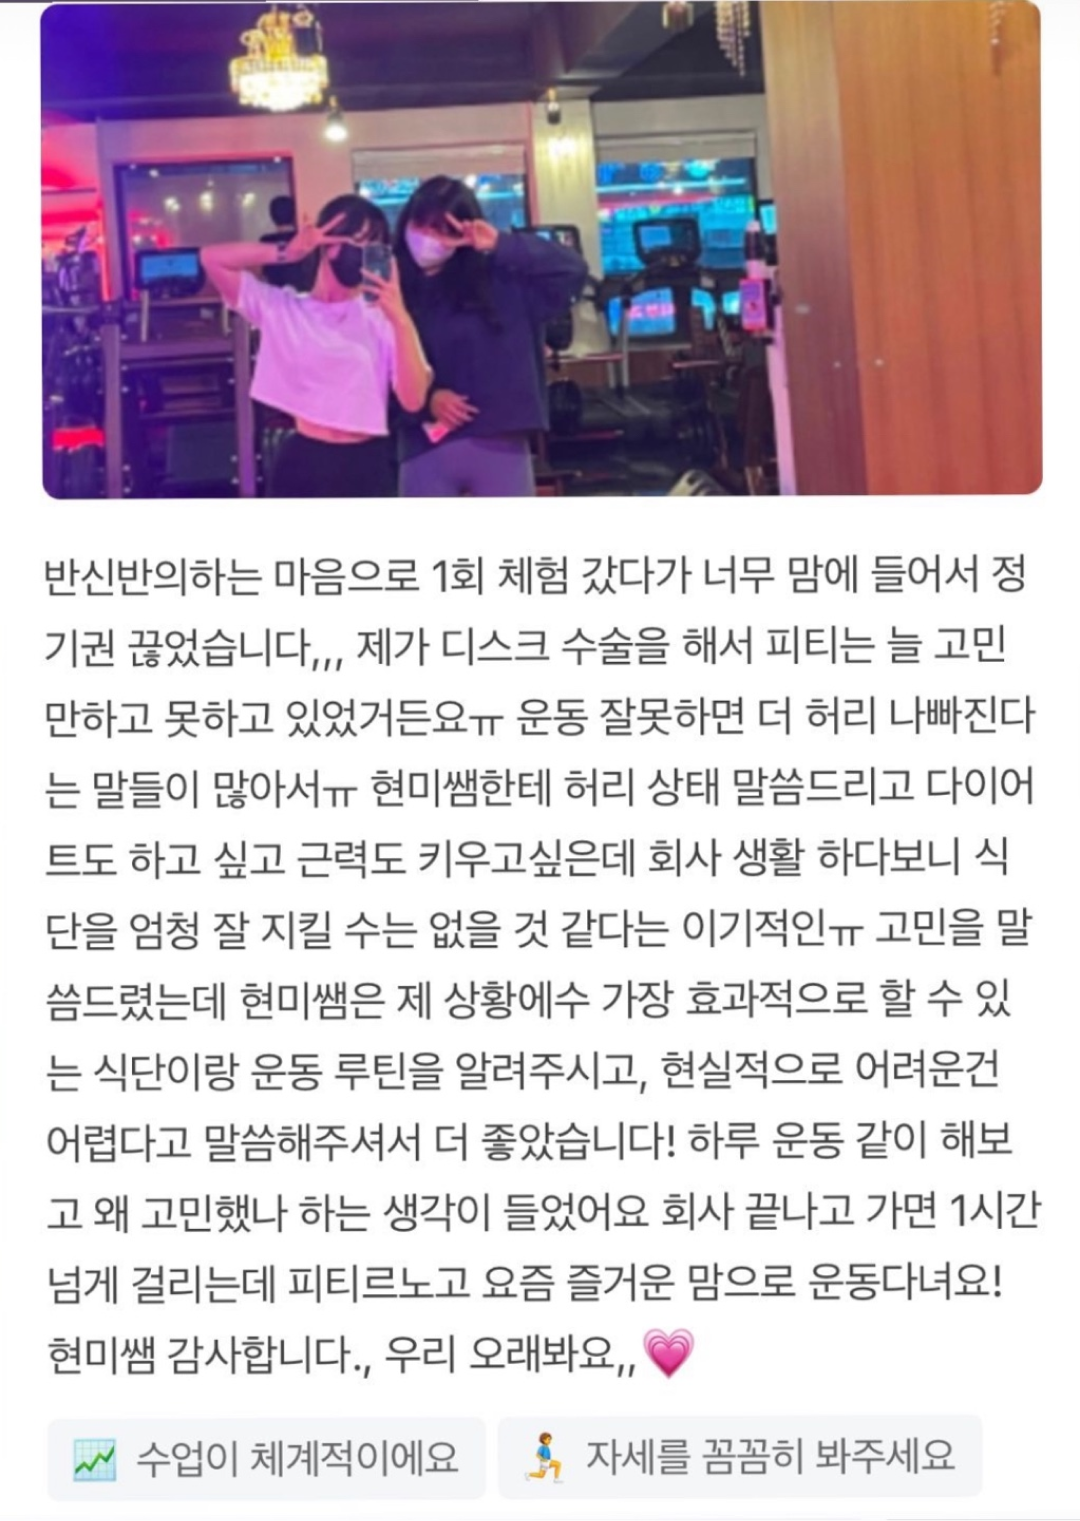 반신반의하는 마음으로 1회 체험 갔다가 너무 맘에 들어서 정
기권 끊었습니다,,, 제가 디스크 수술을 해서 피티는 늘 고민
만하고 못하고 있었거든요ㅠ 운동 잘못하면 더 허리 나빠진다
는 말들이 많아서ㅠ 현미쌤한테 허리 상태 말씀드리고 다이어
트도 하고 싶고 근력도 키우고싶은데 회사 생활 하다보니 식
단을 엄청 잘 지킬 수는 없을 것 같다는 이기적인ㅠ 고민을 말
씀드렸는데 현미쌤은 제 상황에수 가장 효과적으로 할 수 있
는 식단이랑 운동 루틴을 알려주시고, 현실적으로 어려운건
어렵다고 말씀해주셔서 더 좋았습니다! 하루 운동 같이 해보
고 왜 고민했나 하는 생각이 들었어요 회사 끝나고 가면 1시간
넘게 걸리는데 피티르노고 요즘 즐거운 맘으로 운동다녀요!
현미쌤 감사합니다., 우리 오래봐요,,💗
📈 수업이 체계적이에요
자세를 꼼꼼히 봐주세요